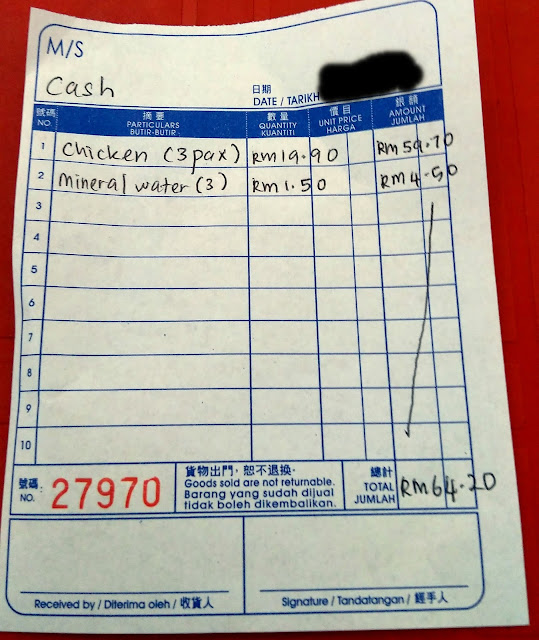 M/S
Cash
日期
DATE / TARIKH
號碼 NO. 摘要 PARTICULARS BUTIR-BUTIR 數量 QUANTITY KUANTITI 價目 UNIT PRICE HARGA 銀額 AMOUNT JUMLAH
1 Chicken (3pax) RM19.90 RM59.70
2 Mineral water (3) RM1.50 RM4.50
3
4
5
6
7
8
9
10
號碼 NO. 27970
貨物出門,恕不退換。
Goods sold are not returnable.
Barang yang sudah dijual
tidak boleh dikembalikan.
總計
TOTAL
JUMLAH
RM64.20
Received by / Diterima oleh / 收貨人
Signature / Tandatangan / 經手人